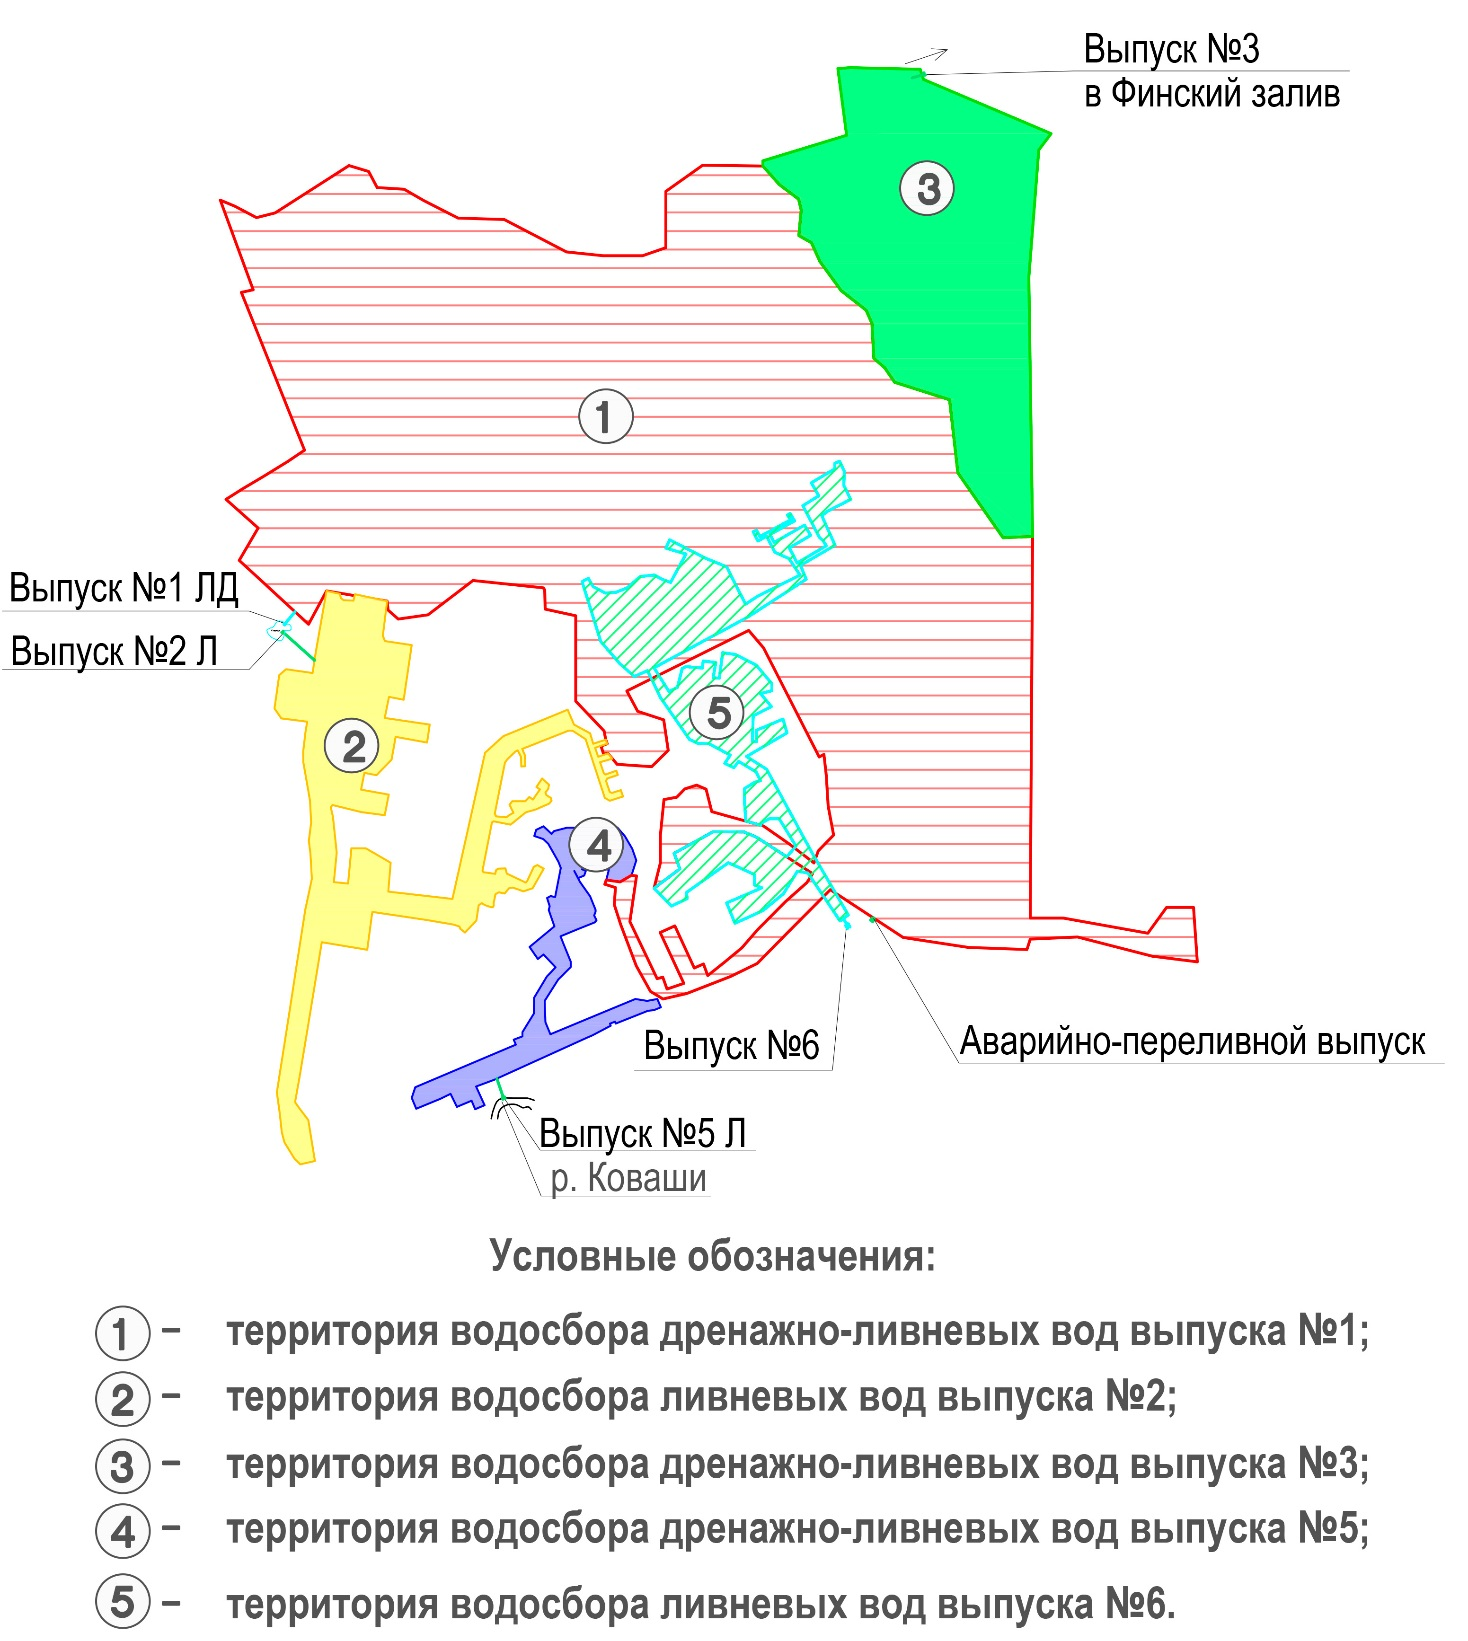 Выпуск №3
в Финский залив
3
1
Выпуск №1 ЛД
Выпуск №2 Л
5
2
4
Выпуск №6
Аварийно-переливной выпуск
Выпуск №5 Л
р. Коваши
Условные обозначения:
1 – территория водосбора дренажно-ливневых вод выпуска №1;
2 – территория водосбора ливневых вод выпуска №2;
3 – территория водосбора дренажно-ливневых вод выпуска №3;
4 – территория водосбора дренажно-ливневых вод выпуска №5;
5 – территория водосбора ливневых вод выпуска №6.